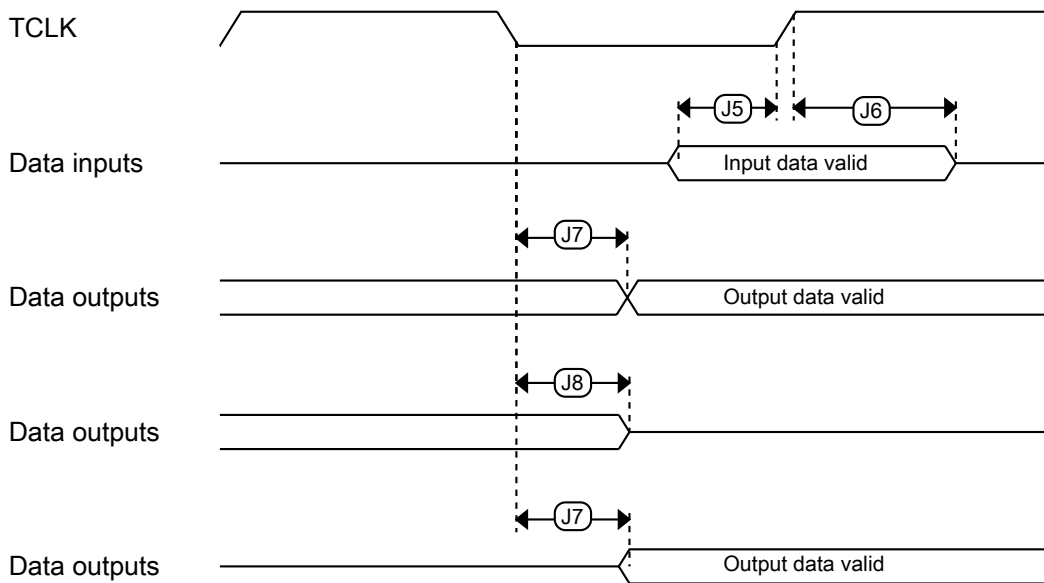 TCLK
J5
J6
Data inputs
Input data valid
J7
Data outputs
Output data valid
J8
Data outputs
J7
Data outputs
Output data valid